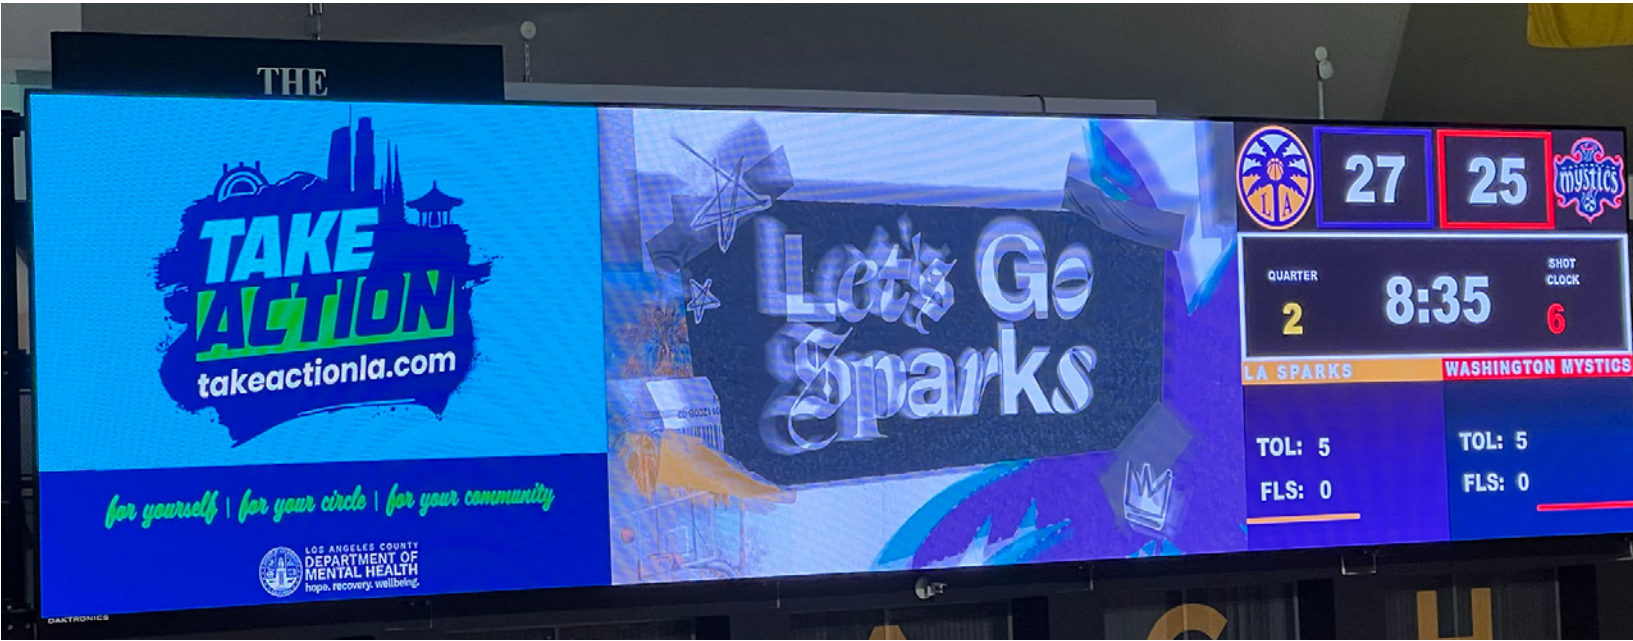 THE
TAKE
ACTION
takeactionla.com
for yourself | for your circle | for your community
LOS ANGELES COUNTY
DEPARTMENT OF
MENTAL HEALTH
hope. recovery. wellbeing.
DAKTRONICS
Let's Go
Sparks
LA
27
25
mystics
QUARTER
2
8:35
SHOT
CLOCK
6
LA SPARKS
WASHINGTON MYSTICS
TOL: 5
FLS: 0
TOL: 5
FLS: 0
A C H